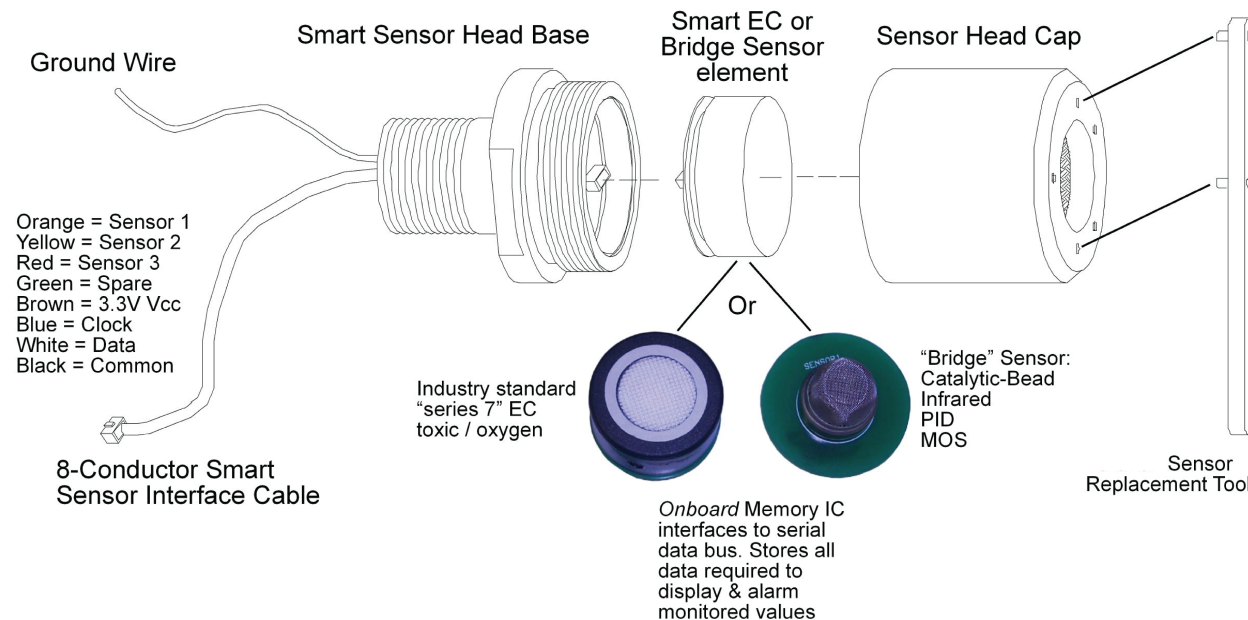 Smart Sensor Head Base
Smart EC or
Bridge Sensor
element
Sensor Head Cap
Ground Wire
Orange = Sensor 1
Yellow = Sensor 2
Red = Sensor 3
Green = Spare
Brown = 3.3V Vcc
Blue = Clock
White = Data
Black = Common
8-Conductor Smart
Sensor Interface Cable
Or
Industry standard
“series 7” EC
toxic / oxygen
SENSOR1
“Bridge” Sensor:
Catalytic-Bead
Infrared
PID
MOS
Onboard Memory IC
interfaces to serial
data bus. Stores all
data required to
display & alarm
monitored values
Sensor
Replacement Tool